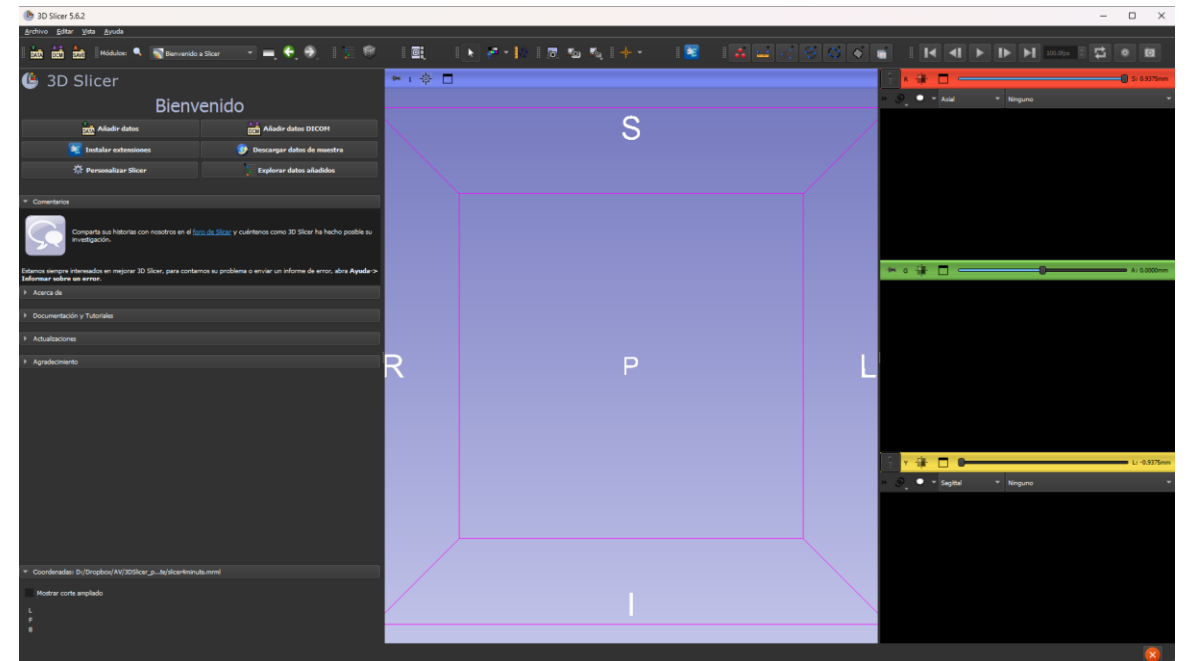 3D Slicer 5.6.2
Archivo Editar Vista Ayuda
Módulos: Bienvenido a Slicer
100.0fps
3D Slicer
Bienvenido
Añadir datos
Añadir datos DICOM
Instalar extensiones
Descargar datos de muestra
Personalizar Slicer
Explorar datos añadidos
Comentarios
Comparta sus historias con nosotros en el foro de Slicer y cuéntenos como 3D Slicer ha hecho posible su
investigación.
Estamos siempre interesados en mejorar 3D Slicer, para contarnos su problema o enviar un informe de error, abra Ayuda->
Informar sobre un error.
Acerca de
Documentación y Tutoriales
Actualizaciones
Agradecimiento
Coordenadas: D:/Dropbox/AV/3DSlicer_p...te/slicer4minute.mrml
Mostrar corte ampliado
L
F
B
1
S
R
P
L
I
R
S: 0.9375mm
Axial
Ninguno
G
A: 0.0000mm
Y
L: -0.9375mm
Sagittal
Ninguno